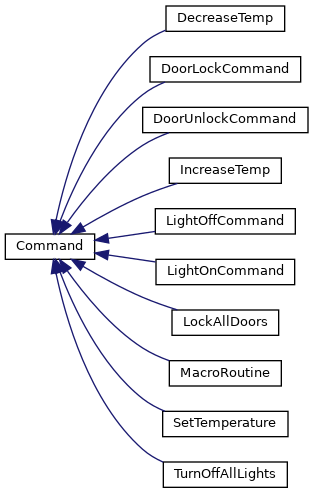 DecreaseTemp
DoorLockCommand
DoorUnlockCommand
IncreaseTemp
LightOffCommand
Command
LightOnCommand
LockAllDoors
MacroRoutine
SetTemperature
TurnOffAllLights